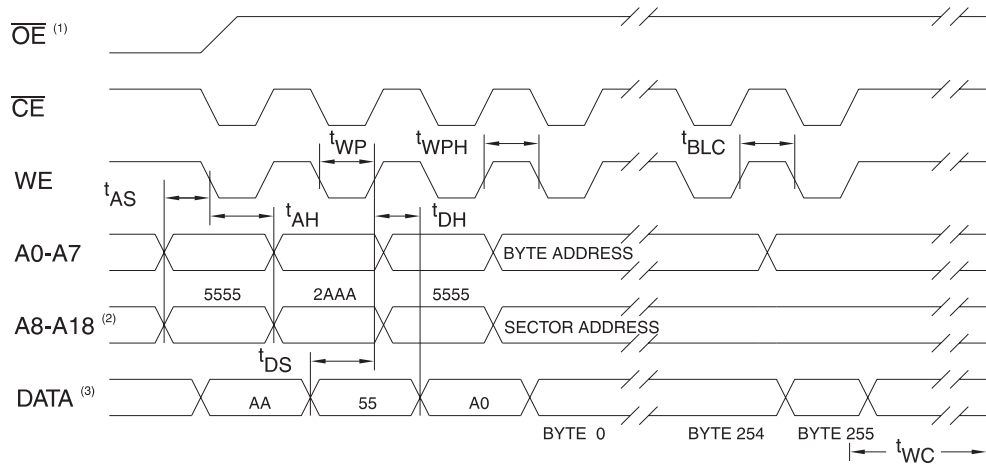 OE (1)
CE
tWP
tWPH
tBLC
WE
tAS
tAH
tDH
A0-A7
BYTE ADDRESS
5555
2AAA
5555
A8-A18 (2)
SECTOR ADDRESS
tDS
DATA (3)
AA
55
A0
BYTE 0
BYTE 254
BYTE 255
tWC